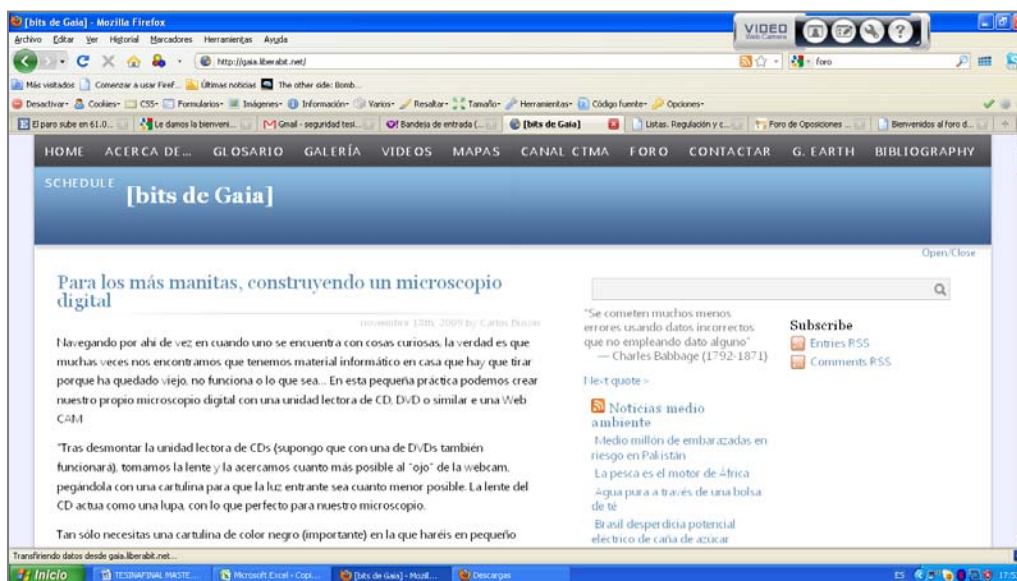 [bits de Gaia] - Mozilla Firefox
VIDEO
Web Camera
Archivo Editar Ver Historial Marcadores Herramientas Ayuda
http://gaia.liberabit.net/
foro
Más visitados Comenzar a usar Firef... Últimas noticias The other side: Bomb...
Desactivar Cookies CSS Formularios Imágenes Información Varios Resaltar Tamaño Herramientas Código fuente Opciones
El paro sube en 61.0... Le damos la bienveni... Gmail - seguridad tesi... Bandeja de entrada (... [bits de Gaia] Listas. Regulación y c... Foro de Oposiciones ... Bienvenidos al foro d...
HOME ACERCA DE... GLOSARIO GALERÍA VIDEOS MAPAS CANAL CTMA FORO CONTACTAR G. EARTH BIBLIOGRAPHY
SCHEDULE
[bits de Gaia]
Open/Close
Para los más manitas, construyendo un microscopio
digital
noviembre 18th, 2009 by Carlos
Navegando por ahi de vez en cuando uno se encuentra con cosas curiosas, la verdad es que
muchas veces nos encontramos que tenemos material informático en casa que hay que tirar
porque ha quedado viejo, no funciona o lo que sea... En esta pequeña práctica podemos crear
nuestro propio microscopio digital con una unidad lectora de CD, DVD o similar e una Web
CAM
"Tras desmontar la unidad lectora de CDs (supongo que con una de DVDs también
funcionará), tomamos la lente y la acercamos cuanto más posible al "ojo" de la webcam,
pegándola con una cartulina para que la luz entrante sea cuanto menor posible. La lente del
CD actua como una lupa, con lo que perfecto para nuestro microscopio.
Tan sólo necesitas una cartulina de color negro (importante) en la que haréis en pequeño
"Se cometen muchos menos
errores usando datos incorrectos
que no empleando dato alguno"
— Charles Babbage (1792-1871)
Next quote »
Noticias medio
ambiente
Medio millón de embarazadas en
riesgo en Pakistán
La pesca es el motor de África
Agua pura a través de una bolsa
de té
Brasil desperdicia potencial
eléctrico de caña de azúcar
Subscribe
Entries RSS
Comments RSS
Transfiriendo datos desde gaia.liberabit.net...
Inicio TESINAFINAL MASTE... Microsoft Excel - Copi... [bits de Gaia] - Mozil... Descargas ES